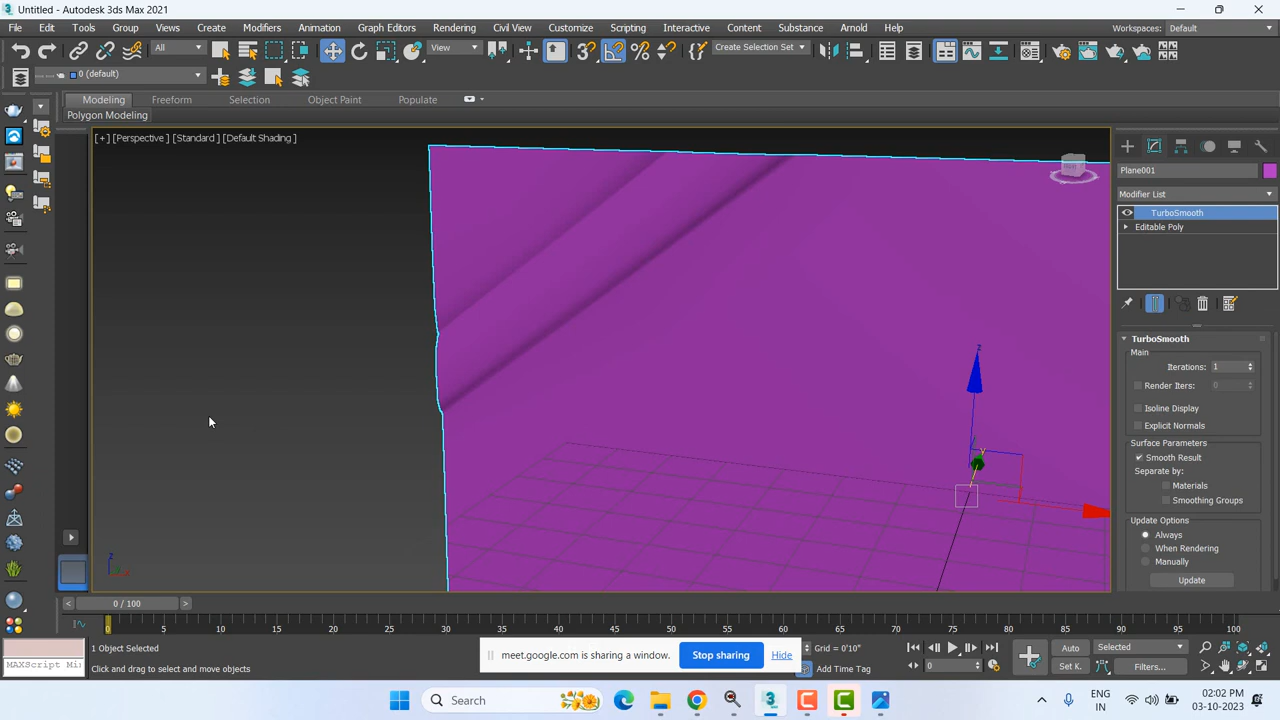 Untitled - Autodesk 3ds Max 2021
File Edit Tools Group Views Create Modifiers Animation Graph Editors Rendering Civil View Customize Scripting Interactive Content Substance Arnold Help Workspaces: Default
All View Create Selection Set
0 (default)
Modeling Freeform Selection Object Paint Populate
Polygon Modeling
[+] [Perspective ] [Standard ] [Default Shading ]
Plane001
Modifier List
TurboSmooth
Editable Poly
TurboSmooth
Main
Iterations: 1
Render Iters: 0
Isoline Display
Explicit Normals
Surface Parameters
Smooth Result
Separate by:
Materials
Smoothing Groups
Update Options
Always
When Rendering
Manually
Update
z
y
z
x
< 0 / 100 >
0 5 10 15 20 25 30 35 40 45 50 55 60 65 70 75 80 85 90 95 100
1 Object Selected
MAXScript Mi
Click and drag to select and move objects
meet.google.com is sharing a window. Stop sharing Hide
Grid = 0'10"
Add Time Tag
0
Auto Selected
Set K. Filters...
Search
ENG
IN
02:02 PM
03-10-2023